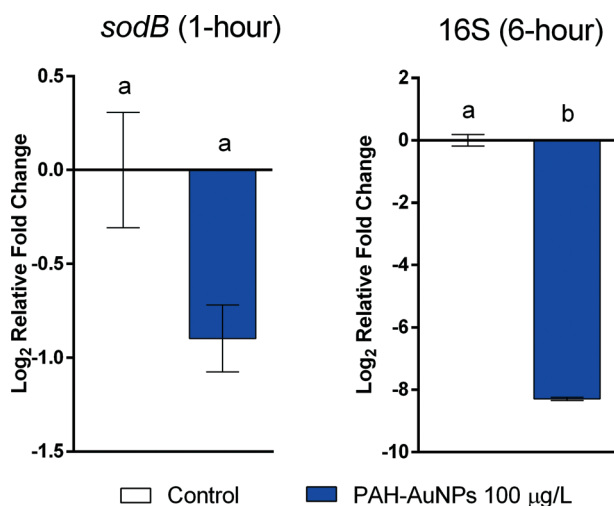 sodB (1-hour)
Log₂ Relative Fold Change
0.5
0.0
-0.5
-1.0
-1.5
a
a
16S (6-hour)
Log₂ Relative Fold Change
2
0
-2
-4
-6
-8
-10
a
b
Control
PAH-AuNPs 100 μg/L